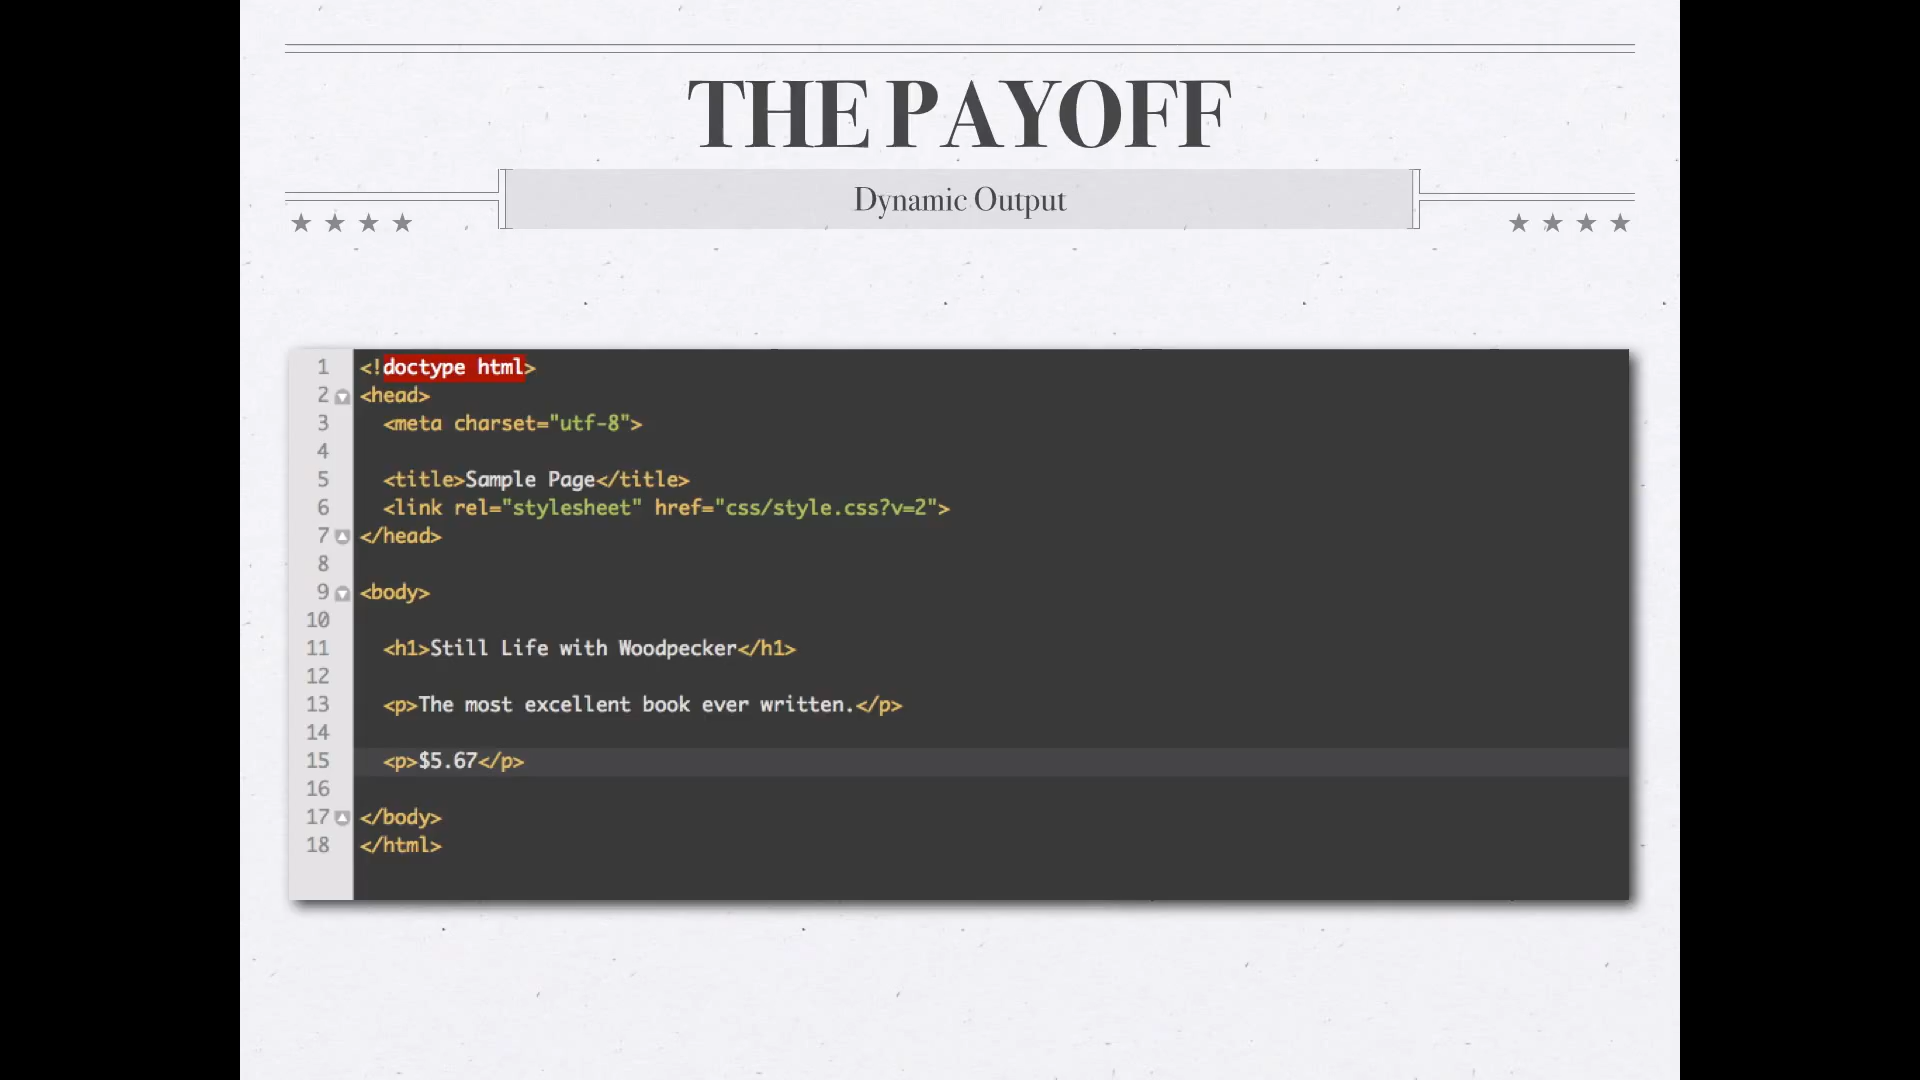 THE PAYOFF
Dynamic Output
1 <!doctype html>
2 <head>
3 <meta charset="utf-8">
4
5 <title>Sample Page</title>
6 <link rel="stylesheet" href="css/style.css?v=2">
7 </head>
8
9 <body>
10
11 <h1>Still Life with Woodpecker</h1>
12
13 <p>The most excellent book ever written.</p>
14
15 <p>$5.67</p>
16
17 </body>
18 </html>